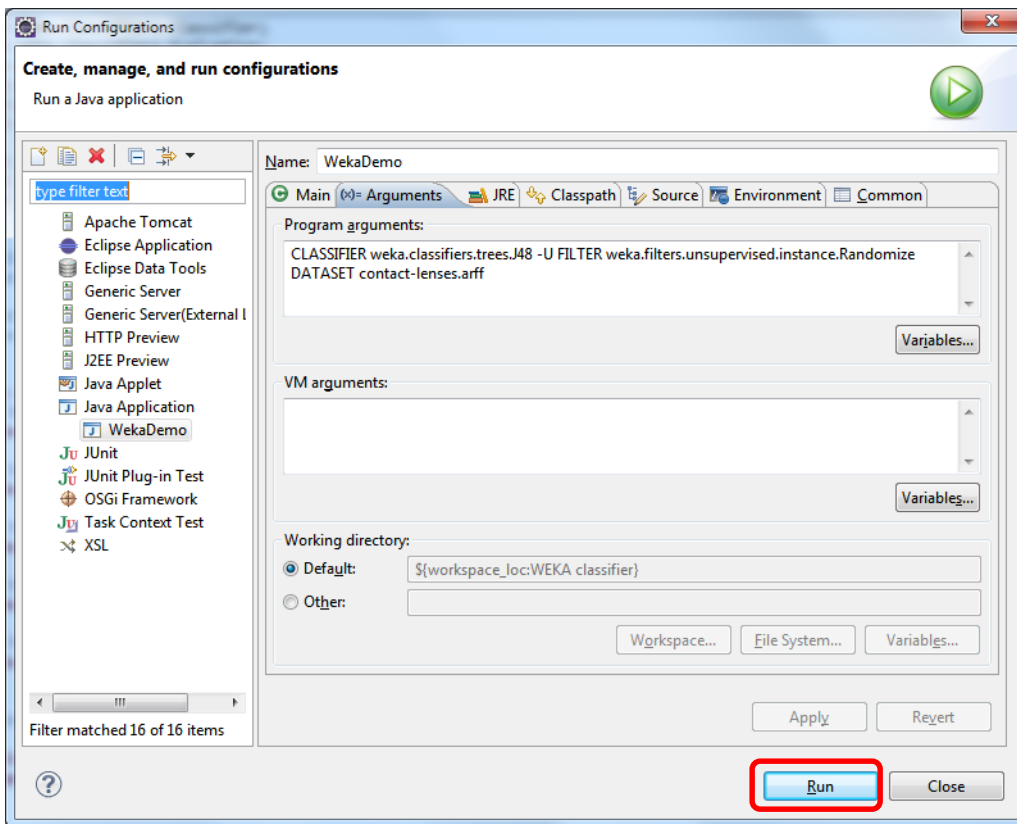 Run Configurations
Create, manage, and run configurations
Run a Java application
type filter text
Apache Tomcat
Eclipse Application
Eclipse Data Tools
Generic Server
Generic Server(External L
HTTP Preview
J2EE Preview
Java Applet
Java Application
WekaDemo
JUnit
JUnit Plug-in Test
OSGi Framework
Task Context Test
XSL
Filter matched 16 of 16 items
Name: WekaDemo
Main (x)= Arguments JRE Classpath Source Environment Common
Program arguments:
CLASSIFIER weka.classifiers.trees.J48 -U FILTER weka.filters.unsupervised.instance.Randomize
DATASET contact-lenses.arff
Variables...
VM arguments:
Variables...
Working directory:
Default: ${workspace_loc:WEKA classifier}
Other:
Workspace... File System... Variables...
Apply Revert
Run Close